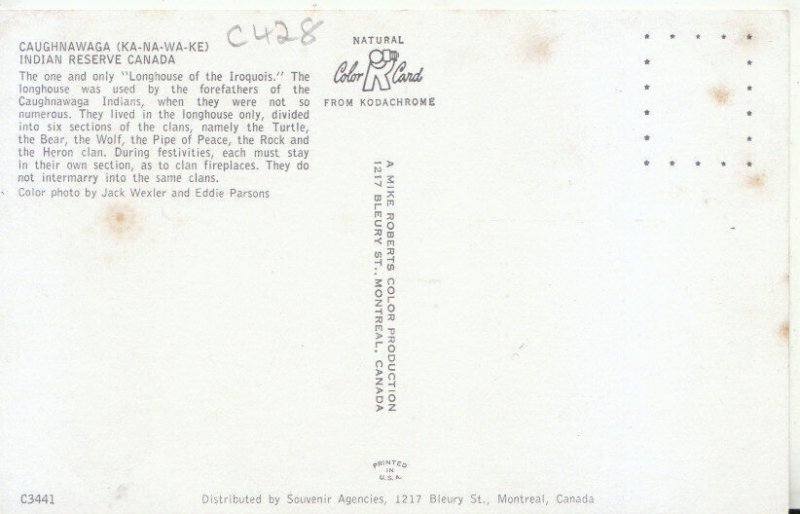 C428
CAUGHNAWAGA (KA-NA-WA-KE)
INDIAN RESERVE CANADA
The one and only "Longhouse of the Iroquois." The
longhouse was used by the forefathers of the
Caughnawaga Indians, when they were not so
numerous. They lived in the longhouse only, divided
into six sections of the clans, namely the Turtle,
the Bear, the Wolf, the Pipe of Peace, the Rock and
the Heron clan. During festivities, each must stay
in their own section, as to clan fireplaces. They do
not intermarry into the same clans.
Color photo by Jack Wexler and Eddie Parsons
NATURAL
Color Card
FROM KODACHROME
A MIKE ROBERTS COLOR PRODUCTION
1217 BLEURY ST., MONTREAL, CANADA
PRINTED
IN
U.S.A.
C3441
Distributed by Souvenir Agencies, 1217 Bleury St., Montreal, Canada